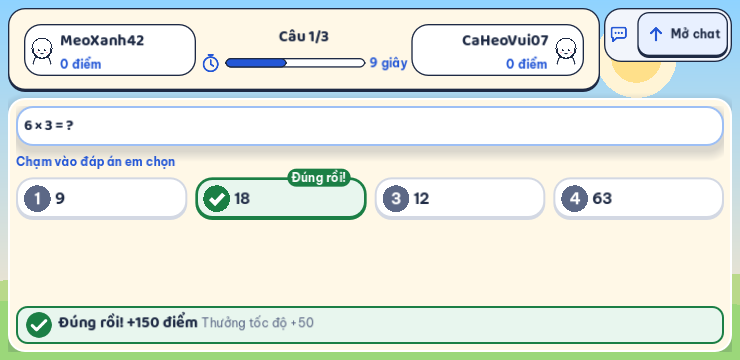 MeoXanh42
0 điểm
Câu 1/3
9 giây
CaHeoVui07
0 điểm
Mở chat
6 × 3 = ?
Chạm vào đáp án em chọn
1 9
Đúng rồi!
18
3 12
4 63
Đúng rồi! +150 điểm Thưởng tốc độ +50